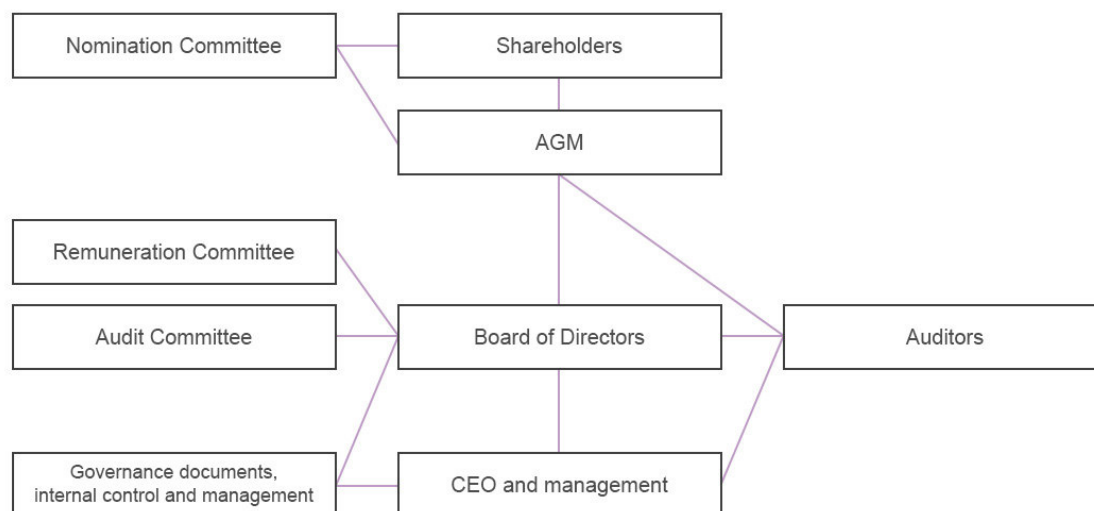 Nomination Committee
Shareholders
AGM
Remuneration Committee
Audit Committee
Board of Directors
Auditors
Governance documents,
internal control and management
CEO and management